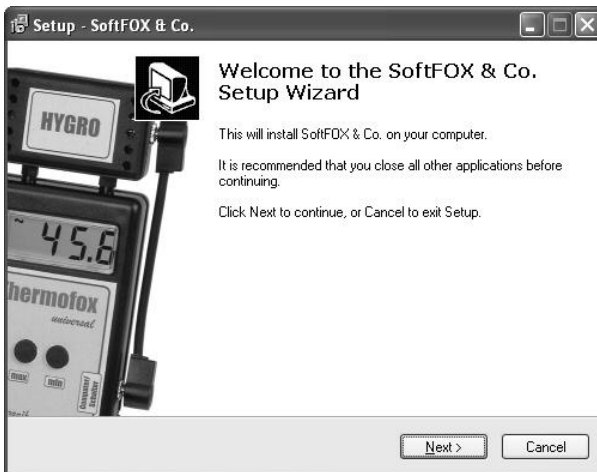 Setup - SoftFOX & Co.
HYGRO
~ 45.6
Thermofox
universal
max
min
Computer/
Schalter
Welcome to the SoftFOX & Co.
Setup Wizard
This will install SoftFOX & Co. on your computer.
It is recommended that you close all other applications before
continuing.
Click Next to continue, or Cancel to exit Setup.
Next >
Cancel